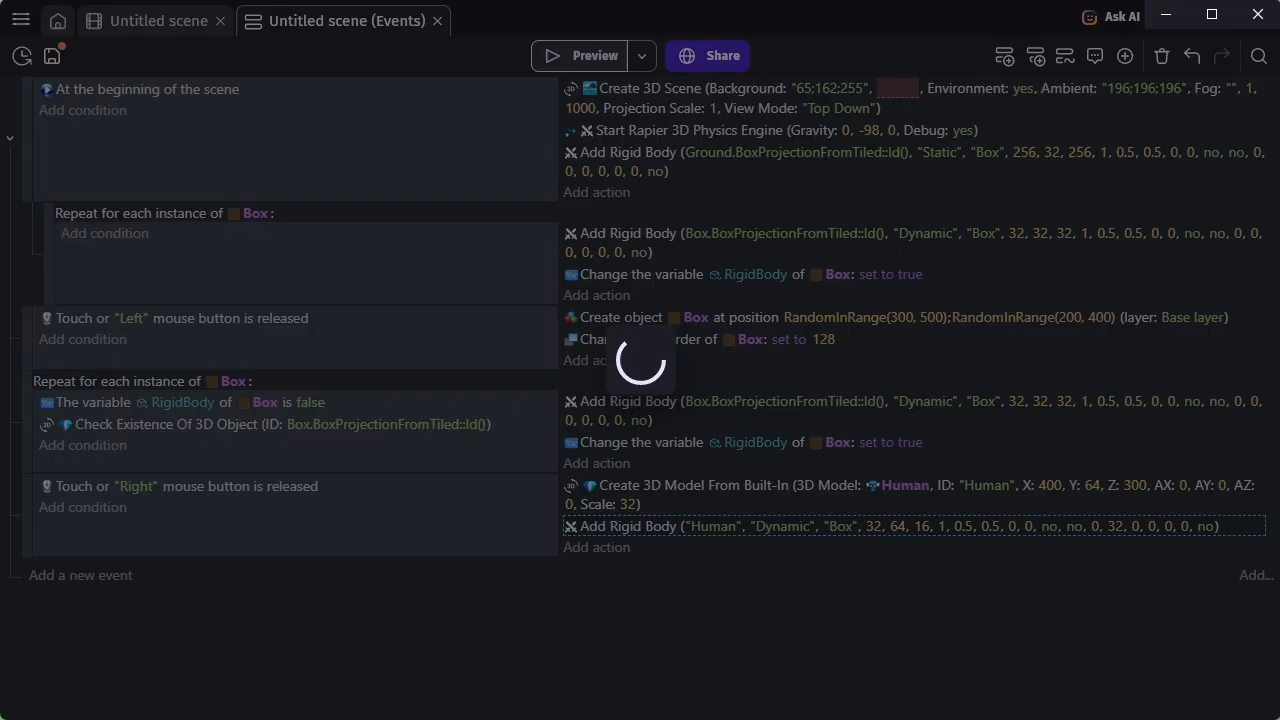 Untitled scene
Untitled scene (Events)
Ask AI
Preview
Share
At the beginning of the scene
Add condition
Create 3D Scene (Background: "65;162;255", , Environment: yes, Ambient: "196;196;196", Fog: "", 1,
1000, Projection Scale: 1, View Mode: "Top Down")
Start Rapier 3D Physics Engine (Gravity: 0, -98, 0, Debug: yes)
Add Rigid Body (Ground.BoxProjectionFromTiled::Id(), "Static", "Box", 256, 32, 256, 1, 0.5, 0.5, 0, 0, no, no, 0,
0, 0, 0, 0, 0, no)
Add action
Repeat for each instance of Box:
Add condition
Add Rigid Body (Box.BoxProjectionFromTiled::Id(), "Dynamic", "Box", 32, 32, 32, 1, 0.5, 0.5, 0, 0, no, no, 0, 0,
0, 0, 0, 0, no)
Change the variable RigidBody of Box: set to true
Add action
Touch or "Left" mouse button is released
Add condition
Create object Box at position RandomInRange(300, 500);RandomInRange(200, 400) (layer: Base layer)
of Box: set to 128
Repeat for each instance of Box:
The variable RigidBody of Box is false
Check Existence Of 3D Object (ID: Box.BoxProjectionFromTiled::Id())
Add condition
Add Rigid Body (Box.BoxProjectionFromTiled::Id(), "Dynamic", "Box", 32, 32, 32, 1, 0.5, 0.5, 0, 0, no, no, 0, 0,
0, 0, 0, 0, no)
Change the variable RigidBody of Box: set to true
Add action
Touch or "Right" mouse button is released
Add condition
Create 3D Model From Built-In (3D Model: Human, ID: "Human", X: 400, Y: 64, Z: 300, AX: 0, AY: 0, AZ:
0, Scale: 32)
Add Rigid Body ("Human", "Dynamic", "Box", 32, 64, 16, 1, 0.5, 0.5, 0, 0, no, no, 0, 32, 0, 0, 0, 0, no)
Add action
Add a new event
Add...